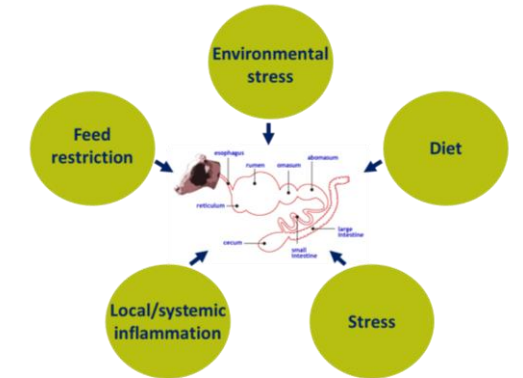 Environmental
stress
Feed
restriction
Diet
esophagus
rumen
omasum
abomasum
reticulum
cecum
small
intestine
large
intestine
Local/systemic
inflammation
Stress